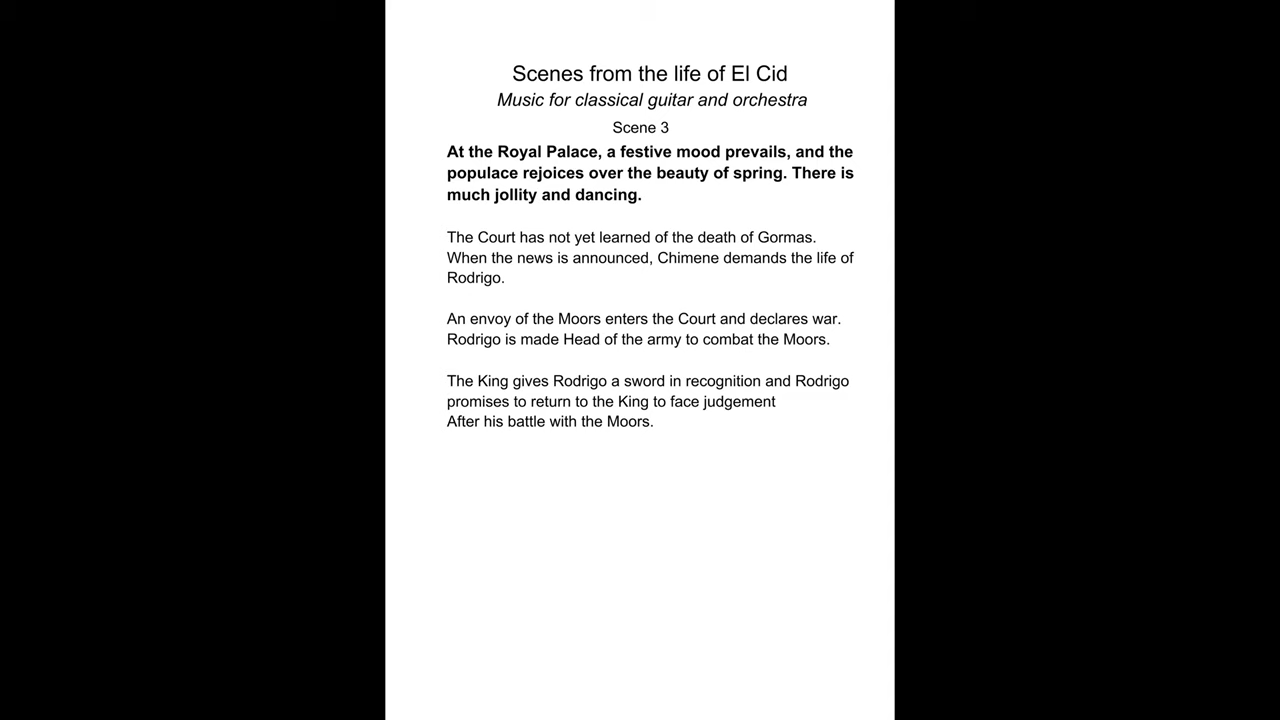 Scenes from the life of El Cid
Music for classical guitar and orchestra
Scene 3
At the Royal Palace, a festive mood prevails, and the
populace rejoices over the beauty of spring. There is
much jollity and dancing.
The Court has not yet learned of the death of Gormas.
When the news is announced, Chimene demands the life of
Rodrigo.
An envoy of the Moors enters the Court and declares war.
Rodrigo is made Head of the army to combat the Moors.
The King gives Rodrigo a sword in recognition and Rodrigo
promises to return to the King to face judgement
After his battle with the Moors.